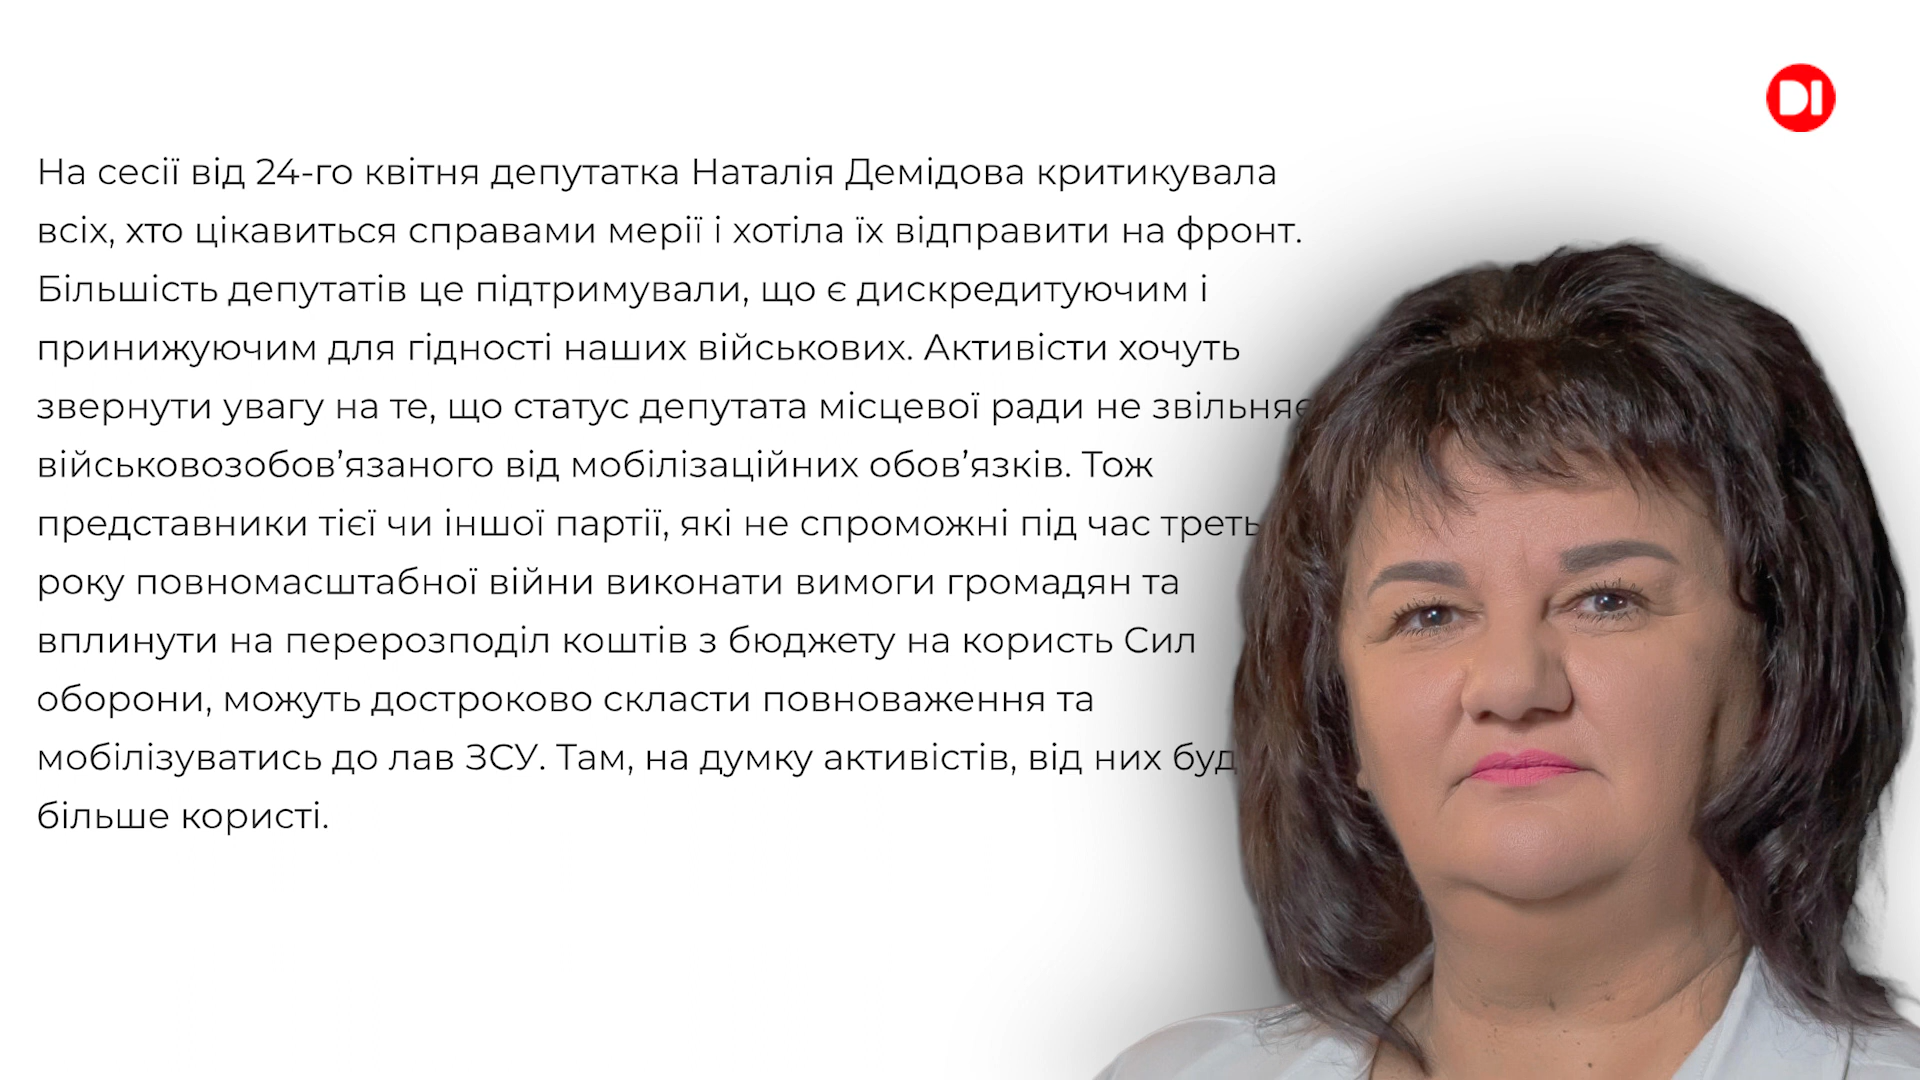 DI
На сесії від 24-го квітня депутатка Наталія Демідова критикувала
всіх, хто цікавиться справами мерії і хотіла їх відправити на фронт.
Більшість депутатів це підтримували, що є дискредитуючим і
принижуючим для гідності наших військових. Активісти хочуть
звернути увагу на те, що статус депутата місцевої ради не звільняє
військовозобов’язаного від мобілізаційних обов’язків. Тож
представники тієї чи іншої партії, які не спроможні під час треть
року повномасштабної війни виконати вимоги громадян та
вплинути на перерозподіл коштів з бюджету на користь Сил
оборони, можуть достроково скласти повноваження та
мобілізуватись до лав ЗСУ. Там, на думку активістів, від них буд
більше користі.